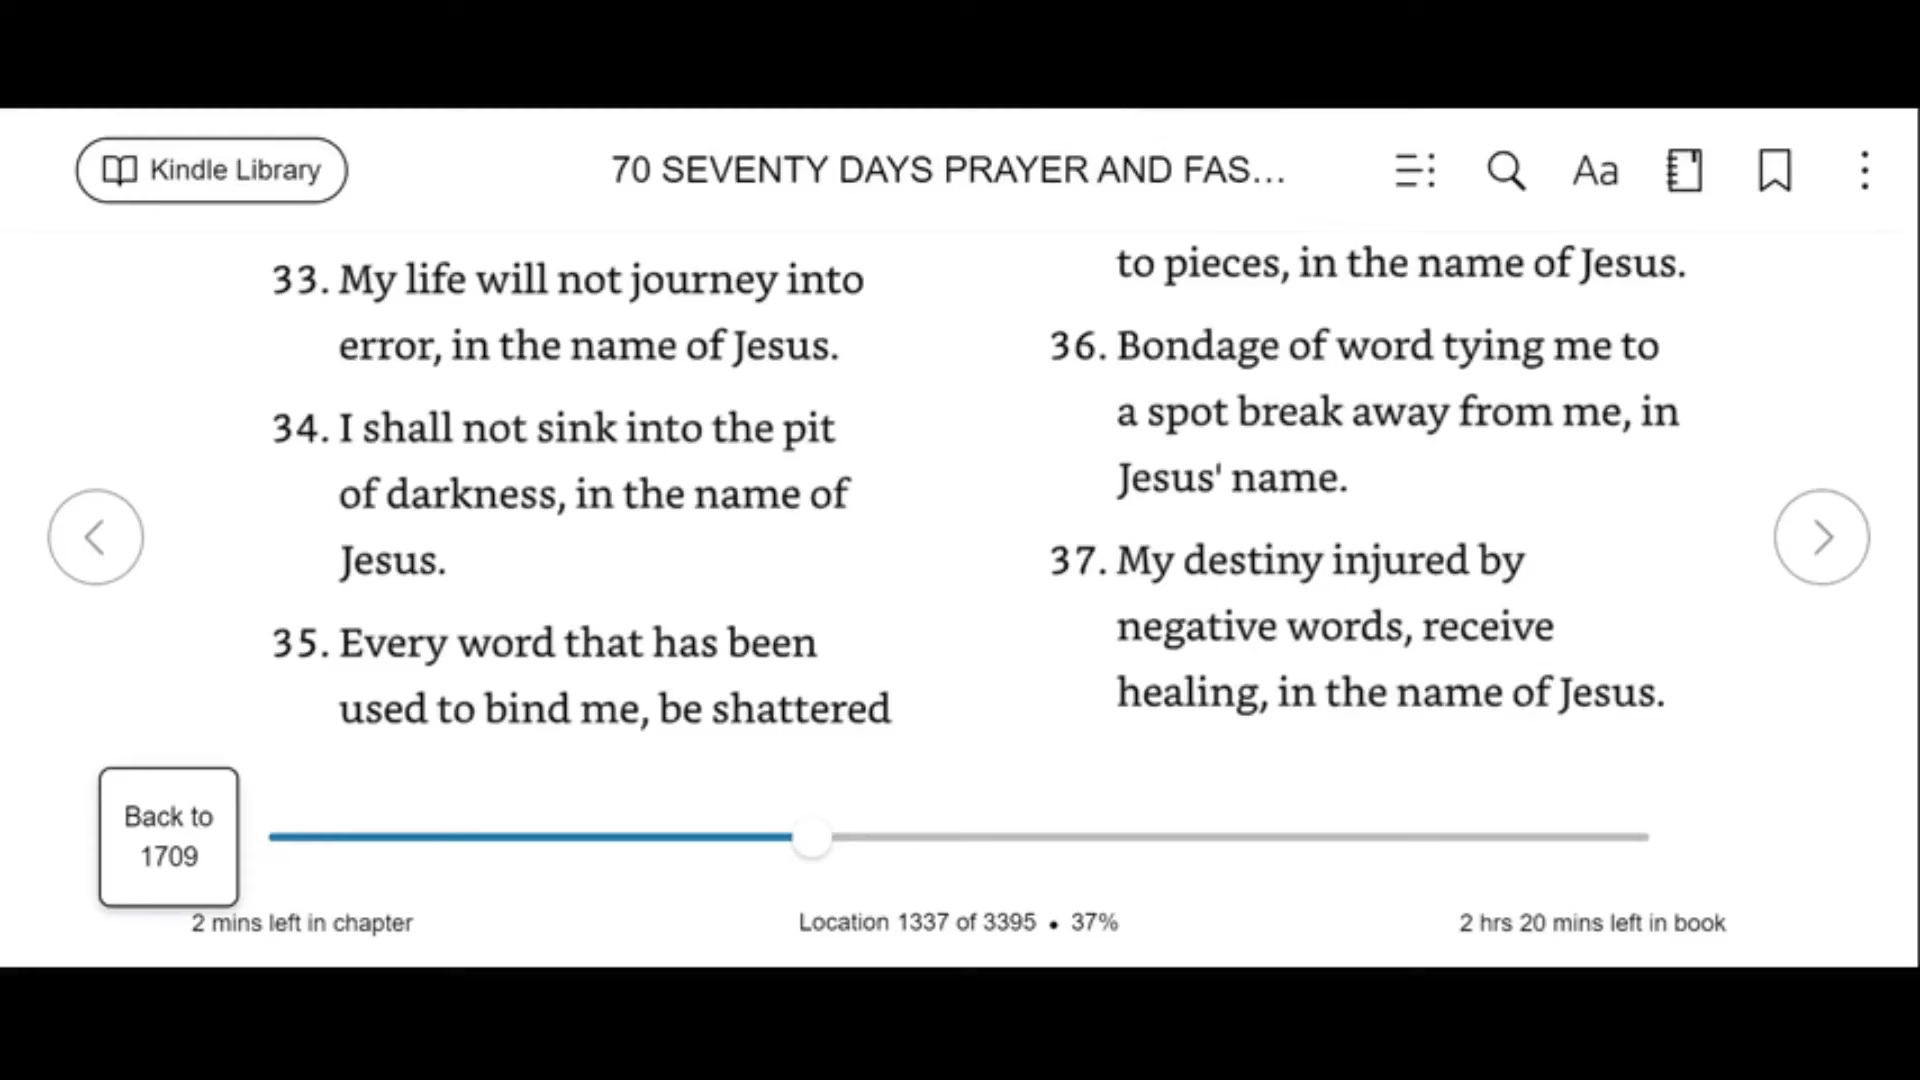 Kindle Library
70 SEVENTY DAYS PRAYER AND FAS...
Aa
33. My life will not journey into
error, in the name of Jesus.
34. I shall not sink into the pit
of darkness, in the name of
Jesus.
35. Every word that has been
used to bind me, be shattered
to pieces, in the name of Jesus.
36. Bondage of word tying me to
a spot break away from me, in
Jesus' name.
37. My destiny injured by
negative words, receive
healing, in the name of Jesus.
Back to
1709
2 mins left in chapter
Location 1337 of 3395 • 37%
2 hrs 20 mins left in book